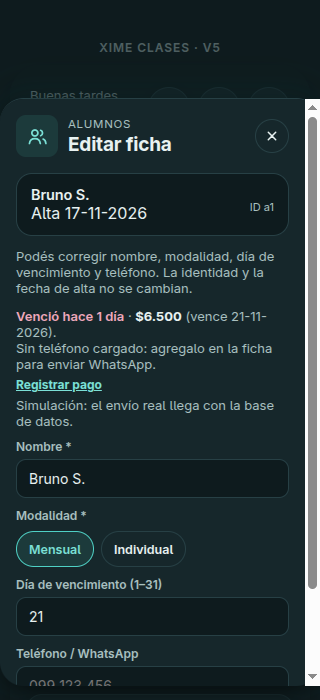 XIME CLASES · V5
Buenas tardes
ALUMNOS
Editar ficha
Bruno S.
Alta 17-11-2026
ID a1
Podés corregir nombre, modalidad, día de
vencimiento y teléfono. La identidad y la
fecha de alta no se cambian.
Venció hace 1 día · $6.500 (vence 21-11-
2026).
Sin teléfono cargado: agregalo en la ficha
para enviar WhatsApp.
Registrar pago
Simulación: el envío real llega con la base
de datos.
Nombre *
Bruno S.
Modalidad *
Mensual
Individual
Día de vencimiento (1–31)
21
Teléfono / WhatsApp
099 123 456